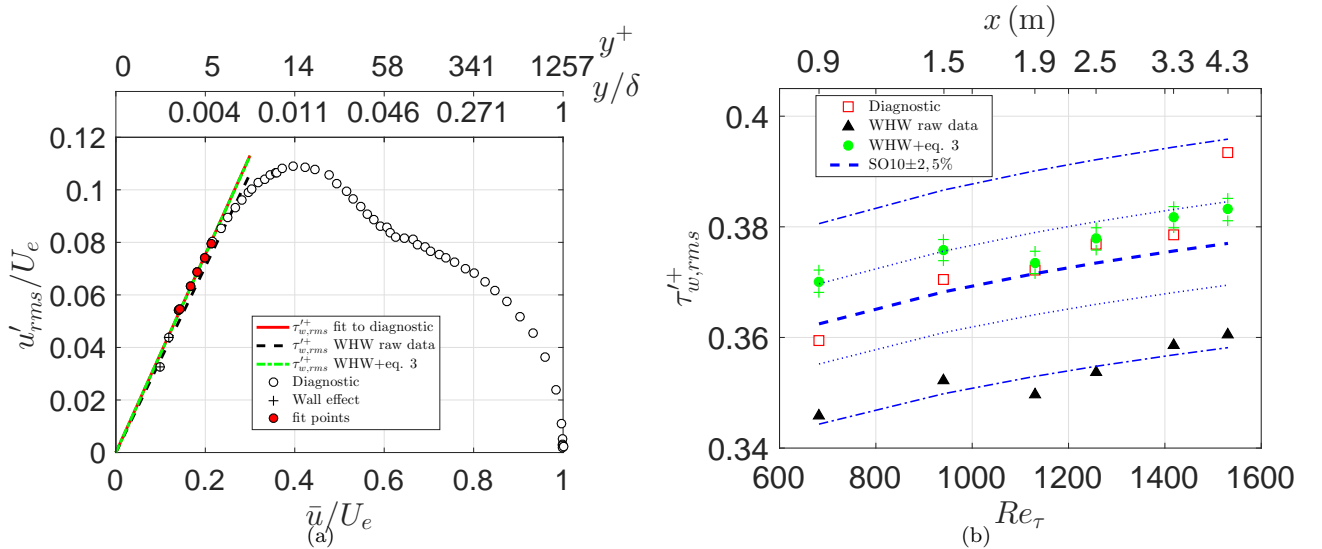 0 5 14 58 341 1257 y⁺
y/δ
0.004 0.011 0.046 0.271 1
0.12
0.1
0.08
0.06
0.04
0.02
0
u′rms/Ue
τ′⁺w,rms fit to diagnostic
τ′⁺w,rms WHW raw data
τ′⁺w,rms WHW+eq. 3
Diagnostic
Wall effect
fit points
0 0.2 0.4 0.6 0.8 1
ū/Ue
(a)
x (m)
0.9 1.5 1.9 2.5 3.3 4.3
0.4
0.38
0.36
0.34
τ′⁺w,rms
Diagnostic
WHW raw data
WHW+eq. 3
SO10±2,5%
600 800 1000 1200 1400 1600
Reτ
(b)